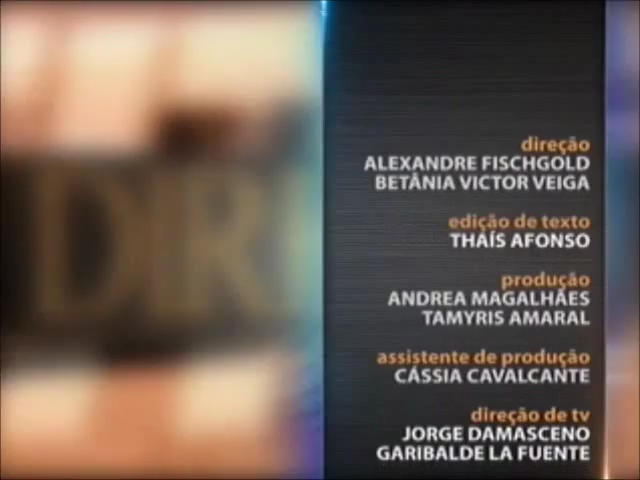 DIR
direção
ALEXANDRE FISCHGOLD
BETÂNIA VICTOR VEIGA
edição de texto
THAÍS AFONSO
produção
ANDREA MAGALHÃES
TAMYRIS AMARAL
assistente de produção
CÁSSIA CAVALCANTE
direção de tv
JORGE DAMASCENO
GARIBALDE LA FUENTE